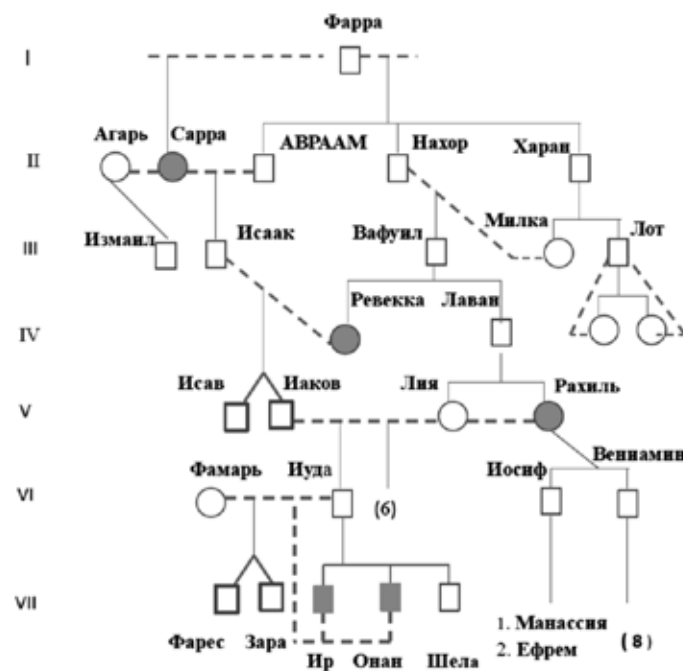 Фарра
I
Агарь Сарра АВРААМ Нахор Харан
II
Измаил Исаак Вафуил Милка Лот
III
Ревекка Лаван
IV
Исав Иаков Лия Рахиль
V
Фамарь Иуда Иосиф Вениамин
VI
(6)
VII
Фарес Зара Ир Онан Шела
1. Манассия
2. Ефрем
(8)